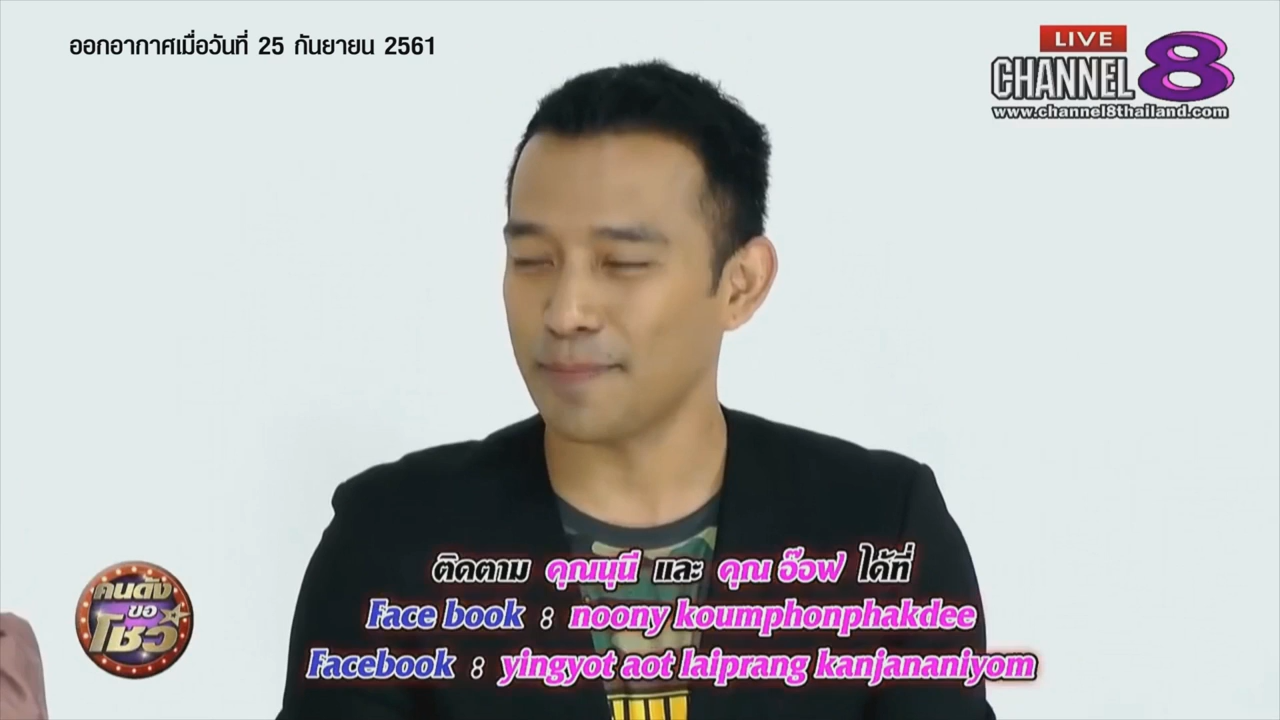 ออกอากาศเมื่อวันที่ 25 กันยายน 2561
LIVE
CHANNEL 8
www.channel8thailand.com
ติดตาม คุณนุนี และ คุณ อ๊อฟ ได้ที่
Face book : noony koumphonphakdee
Facebook : yingyot aot laiprang kanjananiyom
คนดัง
ขอ
โชว์